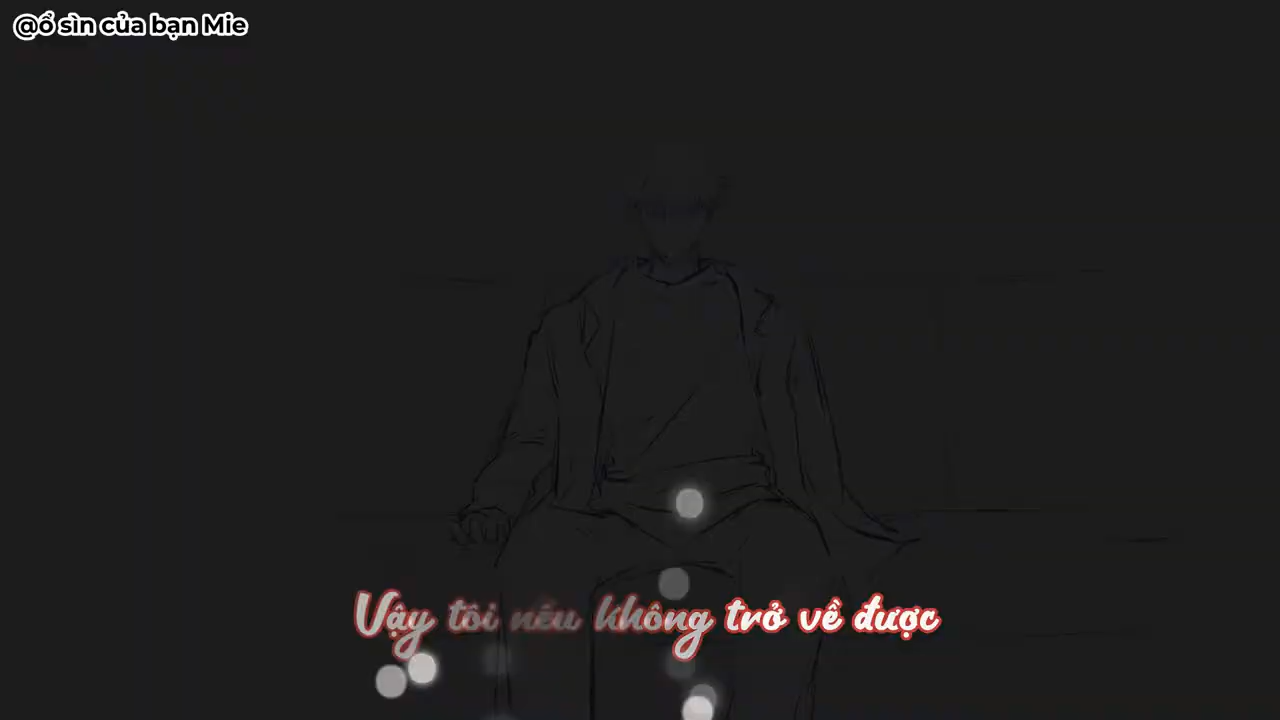 @ổ sìn của bạn Mie
Vậy tôi nếu không trở về được